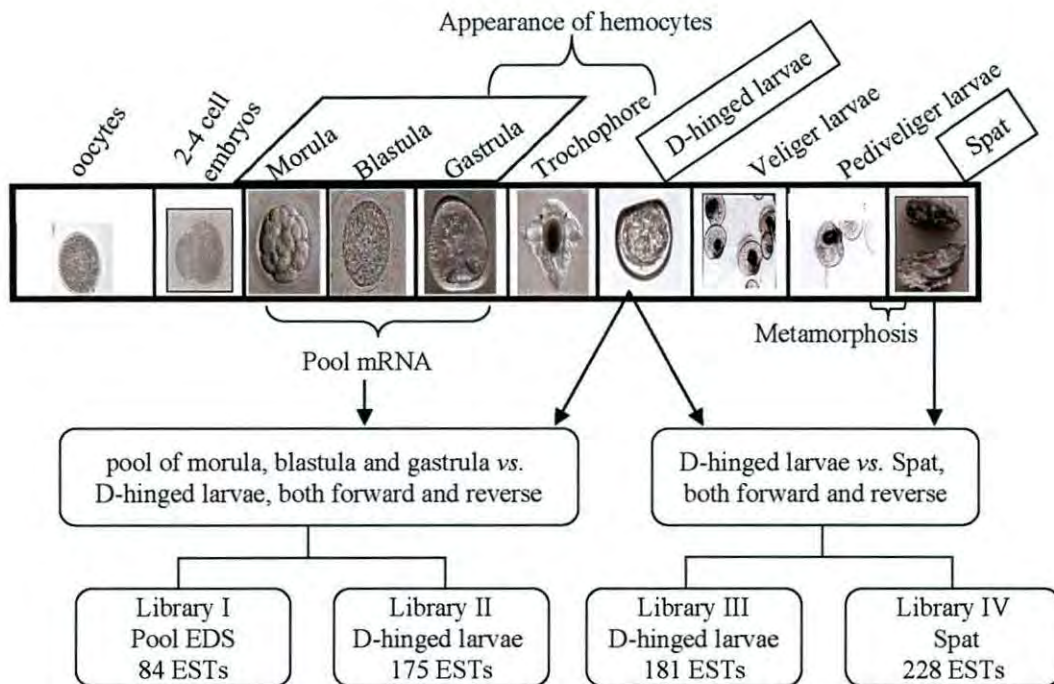 Appearance of hemocytes
oocytes
2-4 cell
embryos
Morula
Blastula
Gastrula
Trochophore
D-hinged larvae
Veliger larvae
Pediveliger larvae
Spat
Metamorphosis
Pool mRNA
pool of morula, blastula and gastrula vs.
D-hinged larvae, both forward and reverse
D-hinged larvae vs. Spat,
both forward and reverse
Library I
Pool EDS
84 ESTs
Library II
D-hinged larvae
175 ESTs
Library III
D-hinged larvae
181 ESTs
Library IV
Spat
228 ESTs